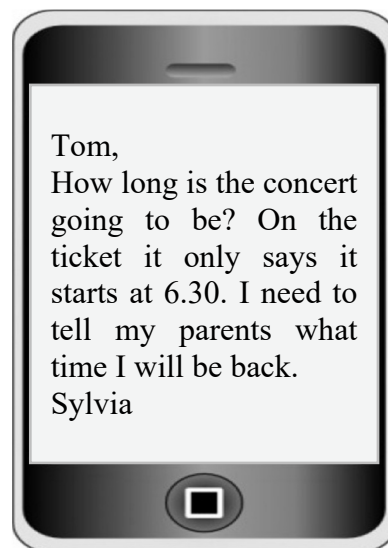 Tom,
How long is the concert
going to be? On the
ticket it only says it
starts at 6.30. I need to
tell my parents what
time I will be back.
Sylvia